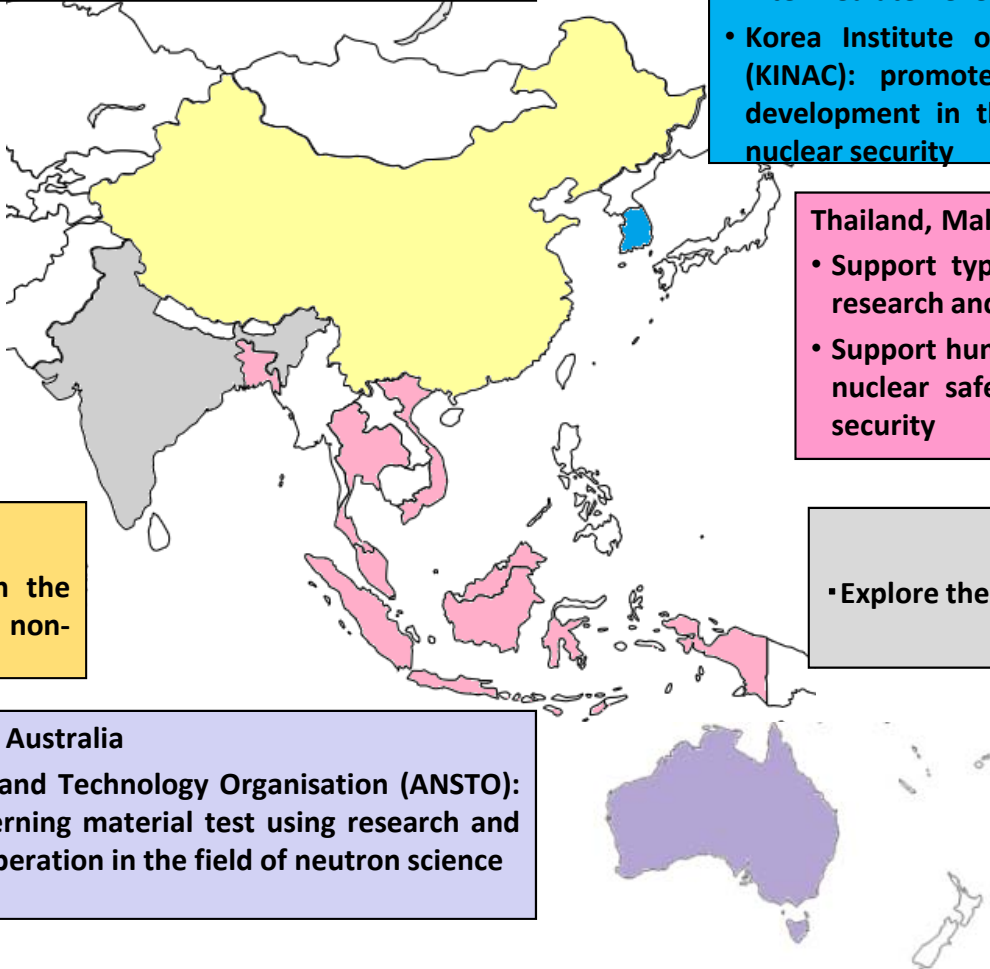 • Korea Institute o
(KINAC): promote
development in t
nuclear security
Thailand, Mal
• Support typ
research and
• Support hu
nuclear safe
security
n the
non-
▪Explore the
Australia
and Technology Organisation (ANSTO):
erning material test using research and
peration in the field of neutron science